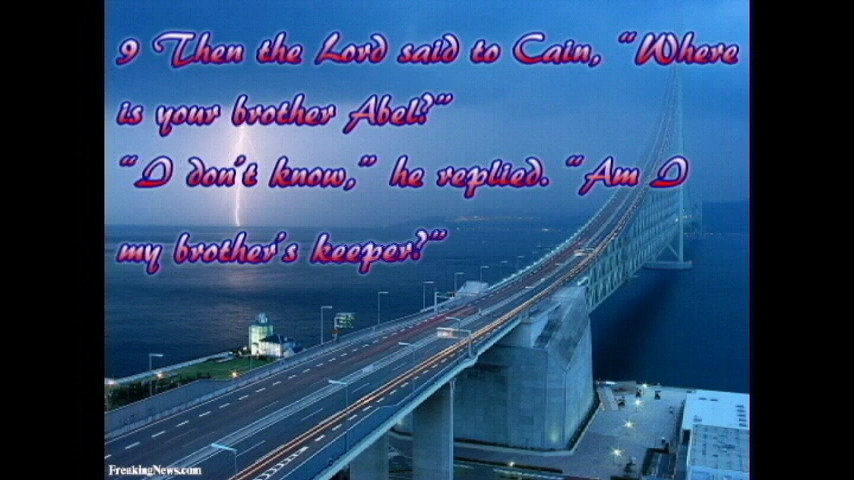 9 Then the Lord said to Cain, “Where
is your brother Abel?”
“I don’t know,” he replied. “Am I
my brother’s keeper?”
FreakingNews.com